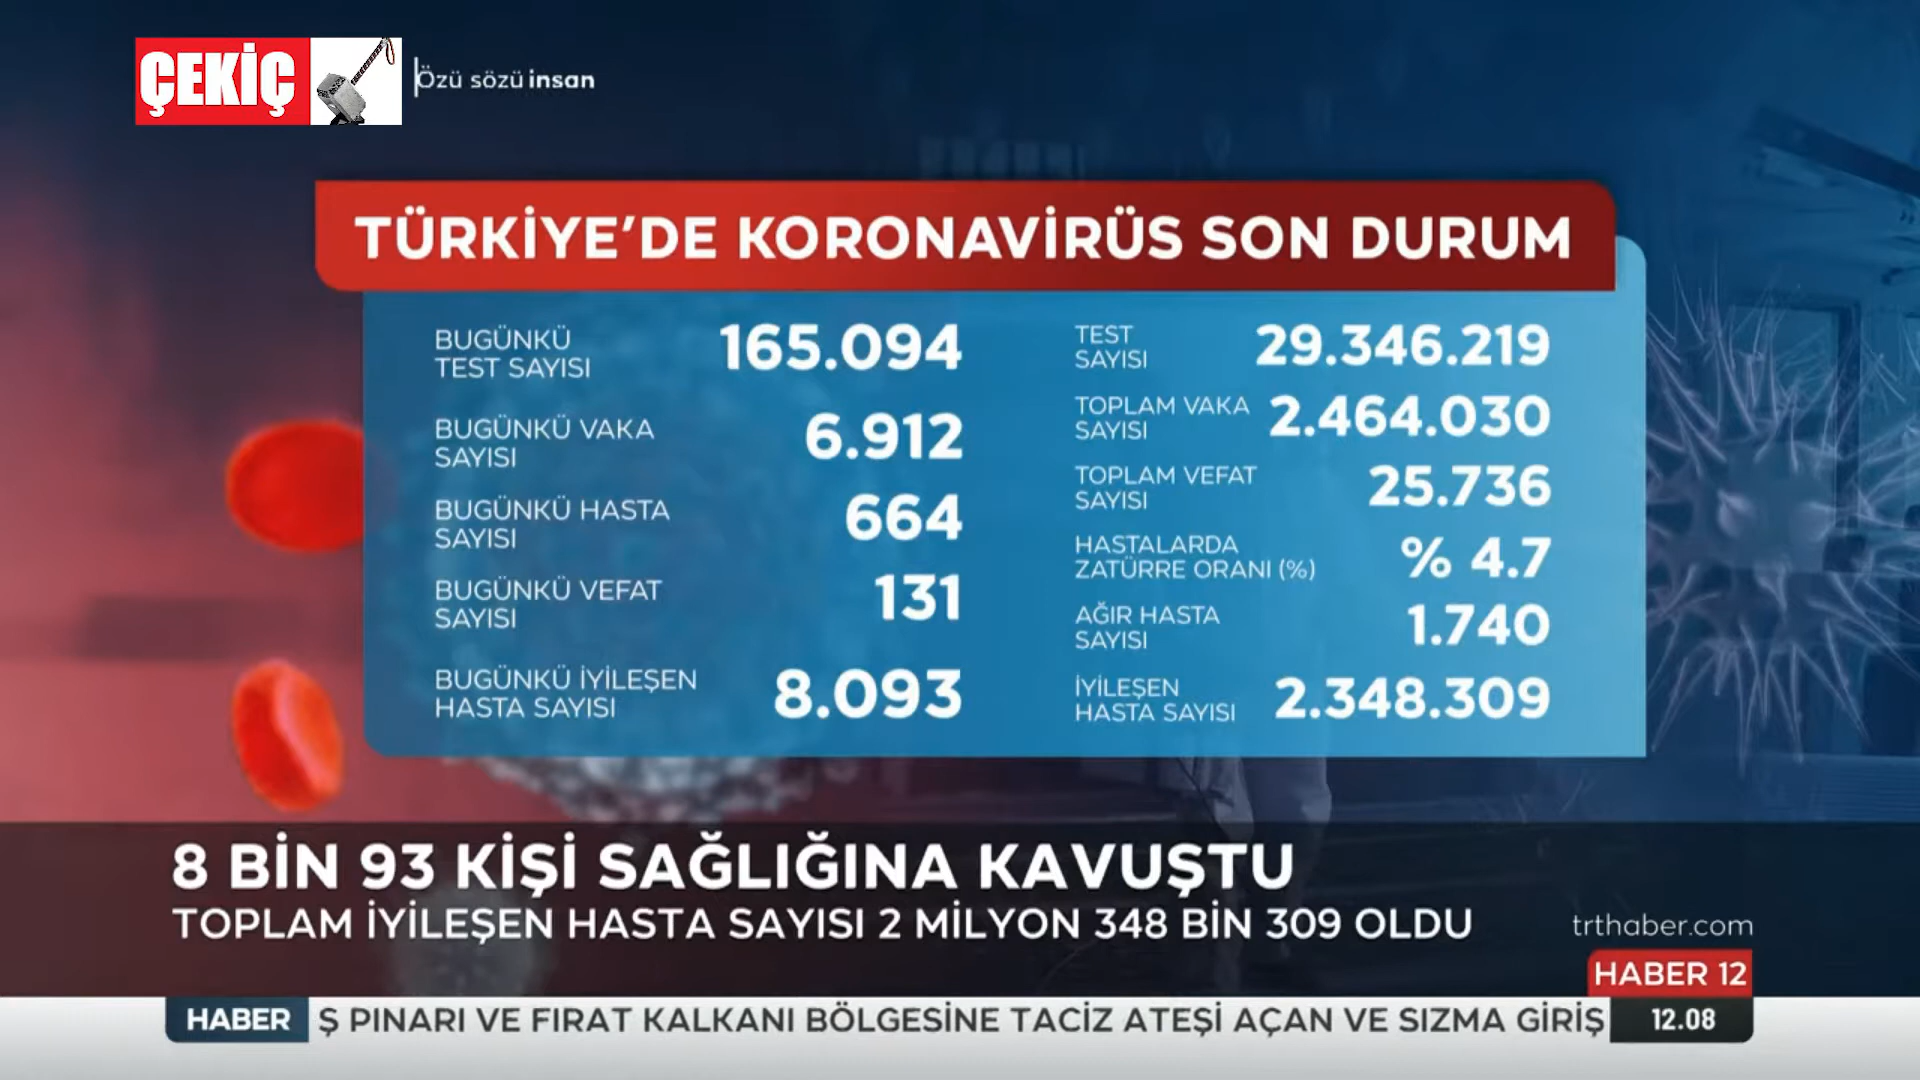 ÇEKİÇ
Özü sözü insan
TÜRKİYE'DE KORONAVİRÜS SON DURUM
BUGÜNKÜ
TEST SAYISI
165.094
BUGÜNKÜ VAKA
SAYISI
6.912
BUGÜNKÜ HASTA
SAYISI
664
BUGÜNKÜ VEFAT
SAYISI
131
BUGÜNKÜ İYİLEŞEN
HASTA SAYISI
8.093
TEST
SAYISI
29.346.219
TOPLAM VAKA
SAYISI
2.464.030
TOPLAM VEFAT
SAYISI
25.736
HASTALARDA
ZATÜRRE ORANI (%)
% 4.7
AĞIR HASTA
SAYISI
1.740
İYİLEŞEN
HASTA SAYISI
2.348.309
8 BİN 93 KİŞİ SAĞLIĞINA KAVUŞTU
TOPLAM İYİLEŞEN HASTA SAYISI 2 MİLYON 348 BİN 309 OLDU
trthaber.com
HABER 12
HABER
Ş PINARI VE FIRAT KALKANI BÖLGESİNE TACİZ ATEŞİ AÇAN VE SIZMA GİRİŞ
12.08